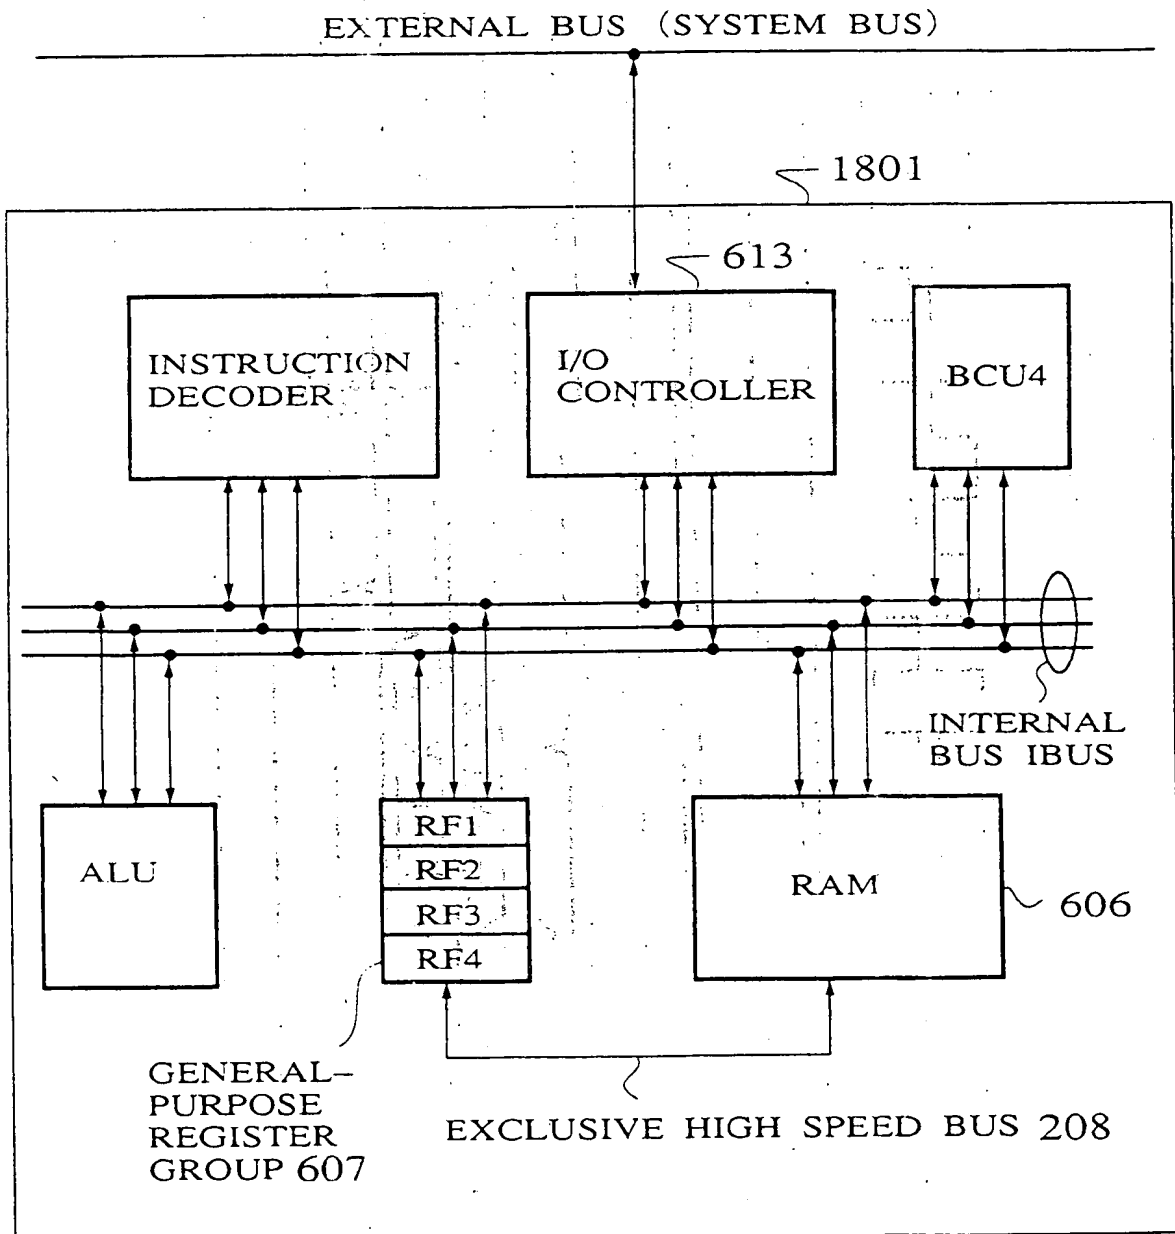 EXTERNAL BUS (SYSTEM BUS)
1801
613
INSTRUCTION
DECODER
I/O
CONTROLLER
BCU4
INTERNAL
BUS IBUS
ALU
RF1
RF2
RF3
RF4
RAM
606
GENERAL-
PURPOSE
REGISTER
GROUP 607
EXCLUSIVE HIGH SPEED BUS 208